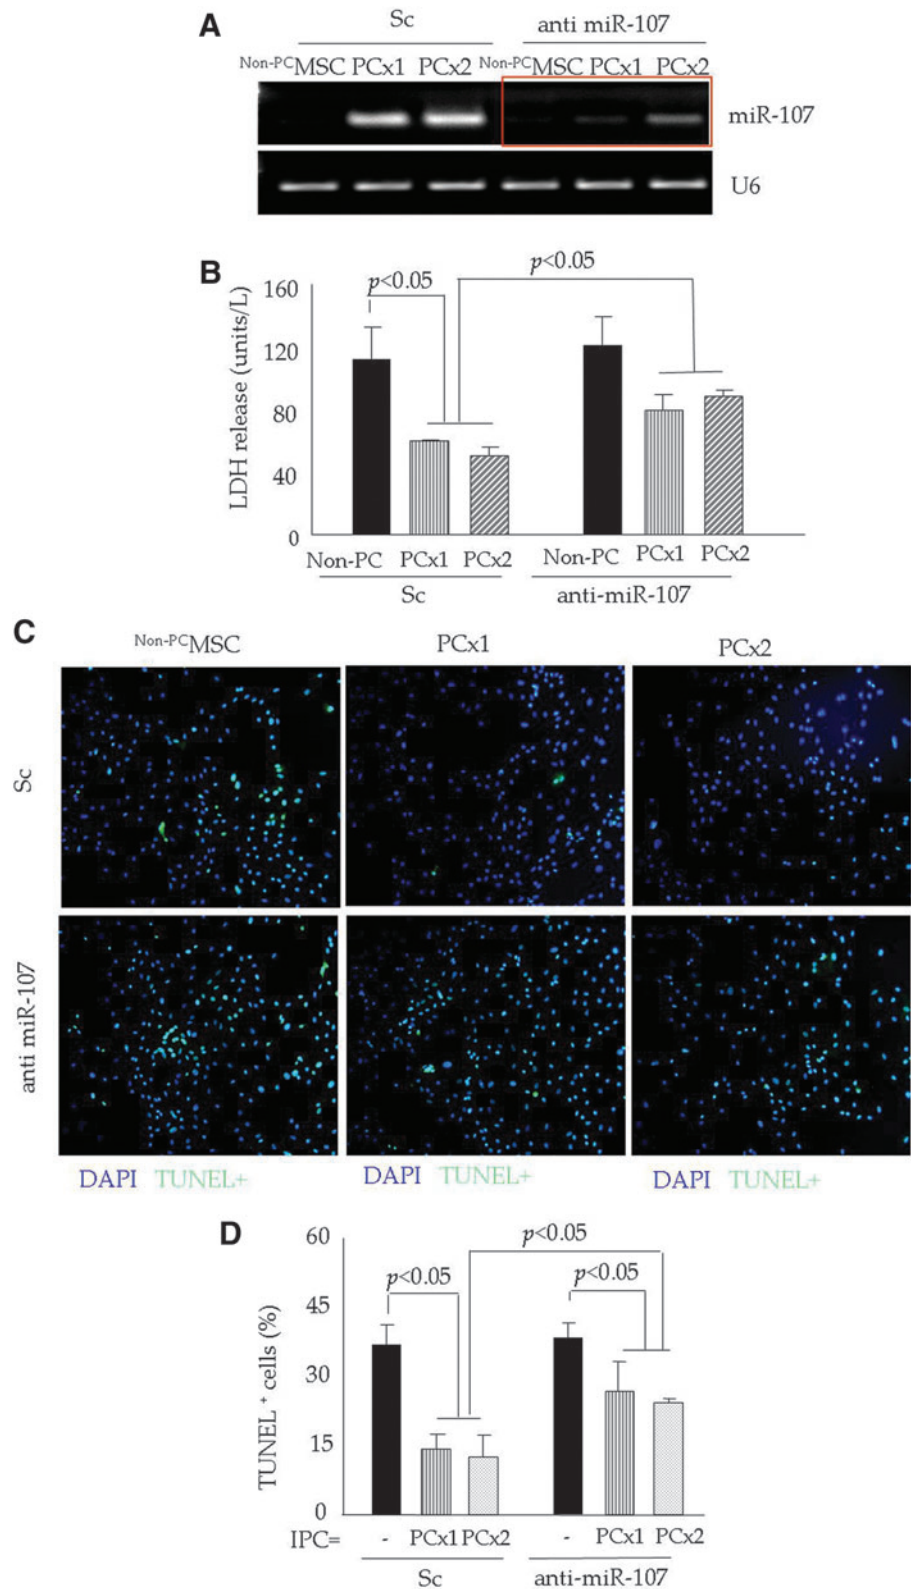 A
Sc
anti miR-107
Non-PCMSC PCx1 PCx2 Non-PCMSC PCx1 PCx2
miR-107
U6
B
LDH release (units/L)
160
120
80
40
0
p<0.05
p<0.05
Non-PC PCx1 PCx2 Non-PC PCx1 PCx2
Sc
anti-miR-107
C
Non-PCMSC
PCx1
PCx2
Sc
anti miR-107
DAPI TUNEL+
DAPI TUNEL+
DAPI TUNEL+
D
TUNEL + cells (%)
60
45
30
15
0
p<0.05
p<0.05
p<0.05
IPC= - PCx1 PCx2 - PCx1 PCx2
Sc
anti-miR-107